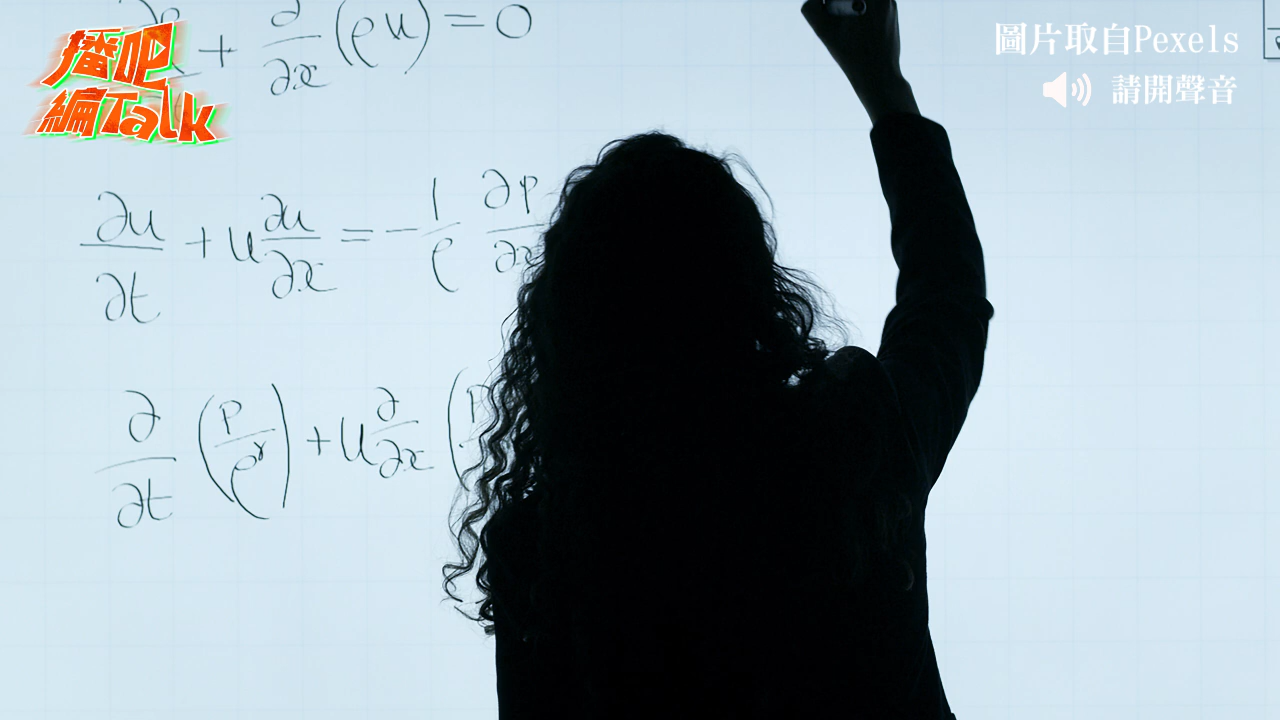 ∂ρ/∂t + ∂/∂x (ρu) = 0
播吧
編Talk
圖片取自Pexels
請開聲音
∂u/∂t + u ∂u/∂x = - 1/ρ ∂p/∂x
∂/∂t (p/ρ^γ) + u ∂/∂x (p